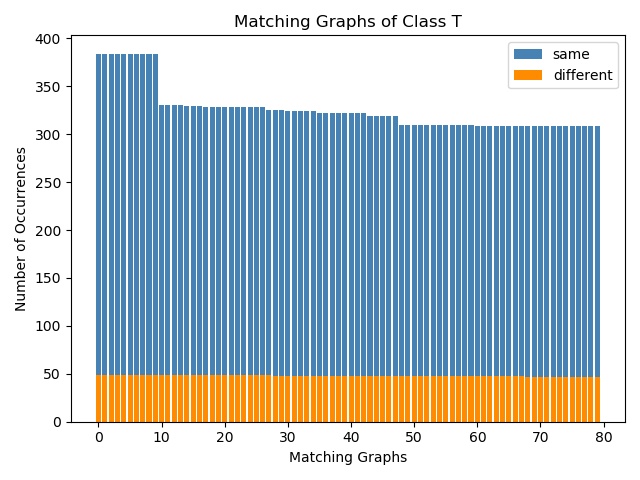 Matching Graphs of Class T
same
different
Number of Occurrences
400
350
300
250
200
150
100
50
0
0 10 20 30 40 50 60 70 80
Matching Graphs